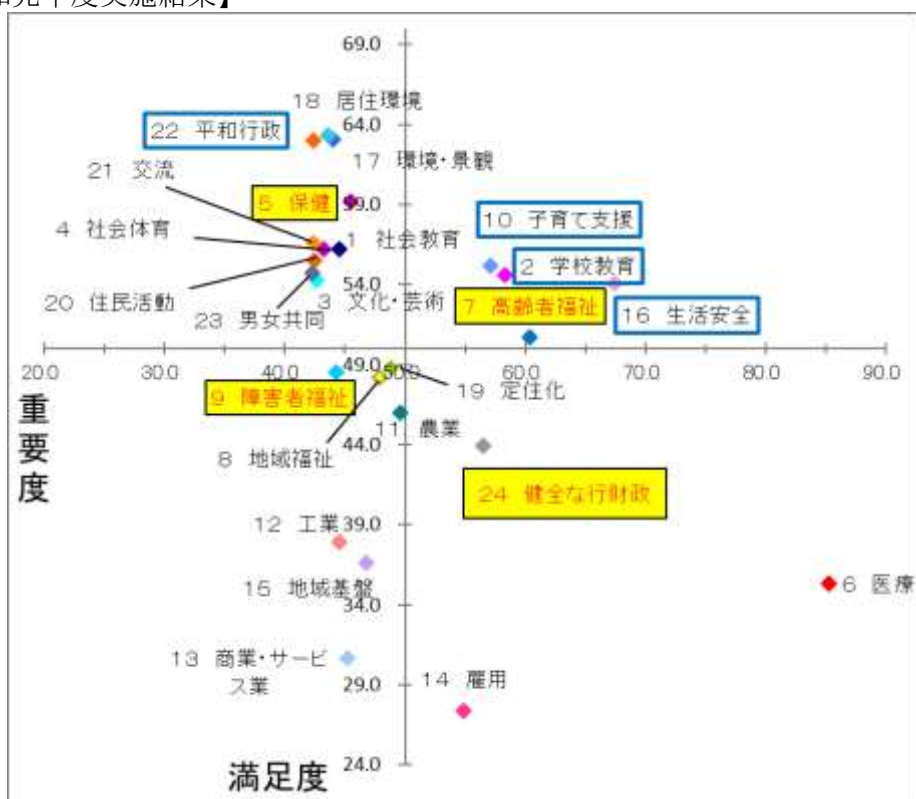 和元年度実施結果】
69.0
18 居住環境
64.0
22 平和行政
17 環境・景観
21 交流
5 保健
59.0
10 子育て支援
4 社会体育
1 社会教育
2 学校教育
54.0
20 住民活動
3 文化・芸術
7 高齢者福祉
16 生活安全
23 男女共同
20.0
30.0
40.0
49.0
50.0
60.0
70.0
80.0
90.0
19 定住化
9 障害者福祉
重要度
11 農業
44.0
8 地域福祉
24 健全な行財政
12 工業
39.0
15 地域基盤
6 医療
34.0
13 商業・サービ
ス業
14 雇用
29.0
満足度
24.0